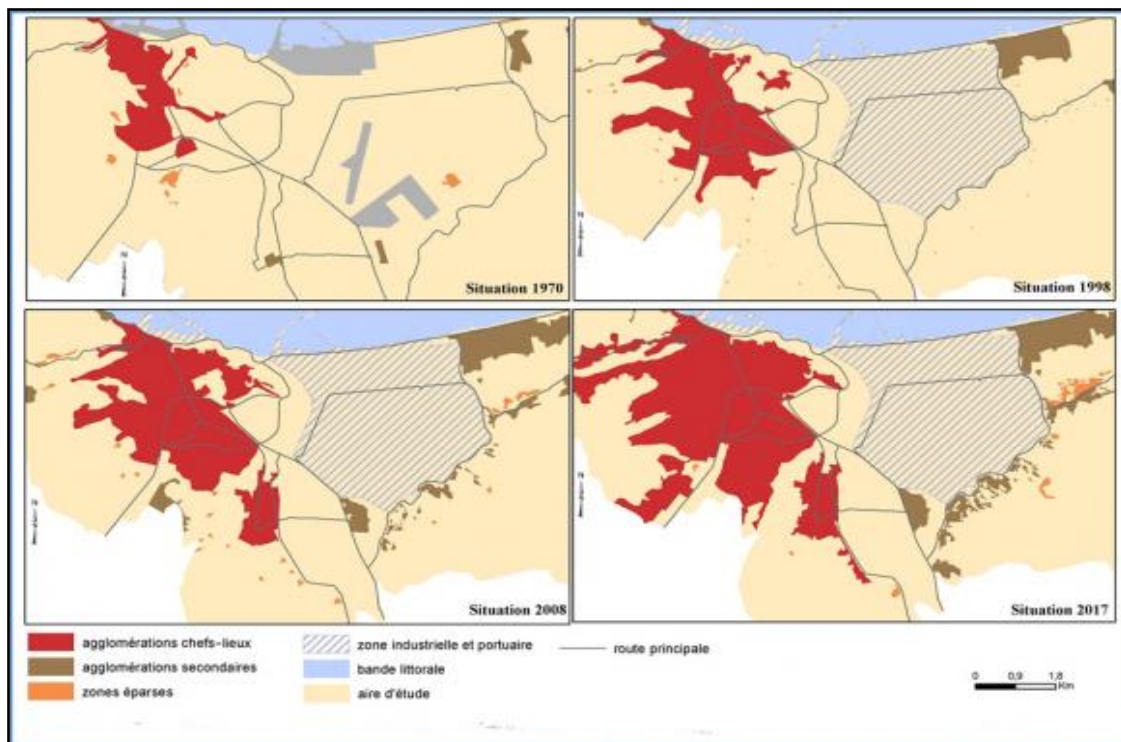 Situation 1970
Situation 1998
N
N
N
Situation 2008
Situation 2017
agglomérations chefs-lieux
agglomérations secondaires
zones éparses
zone industrielle et portuaire
bande littorale
aire d'étude
route principale
0 0,9 1,8
Km